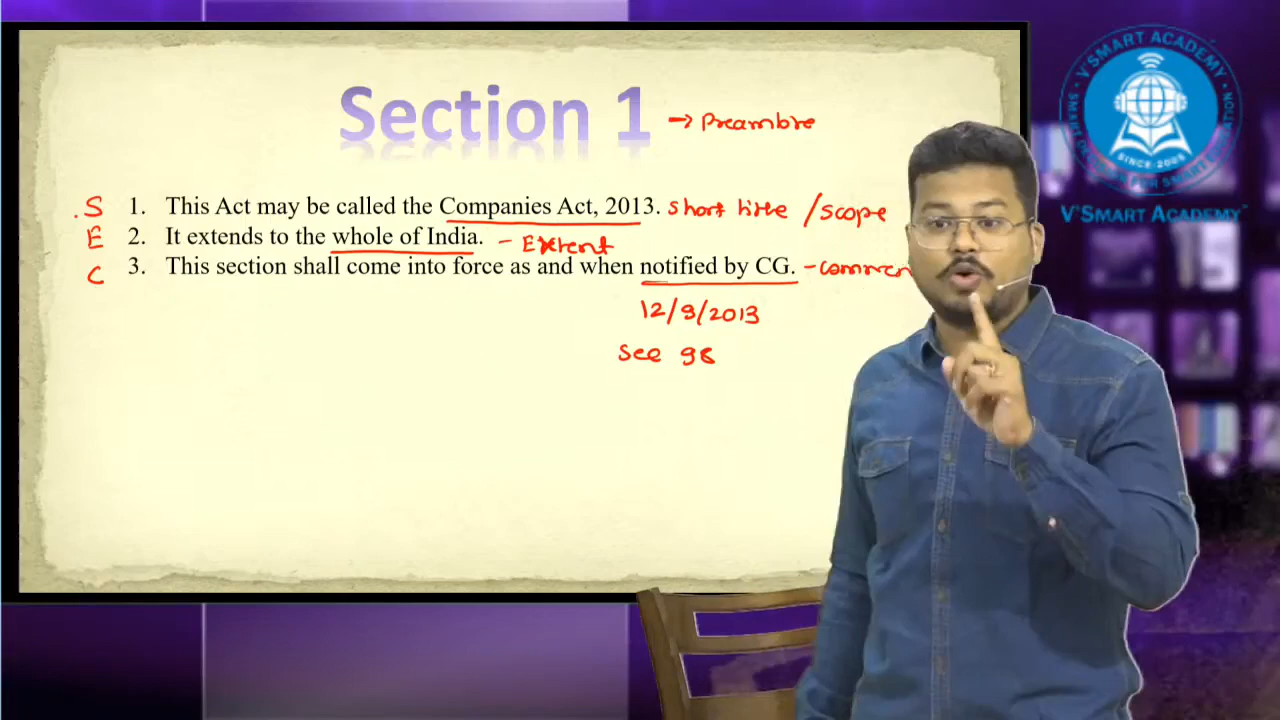 Section 1 → Preamble
S 1. This Act may be called the Companies Act, 2013. Short title / scope
E 2. It extends to the whole of India. - Extent
C 3. This section shall come into force as and when notified by CG. - commen
12/9/2013
See 98
V'SMART ACADEMY
SINCE-2006
V'SMART ACADEMY